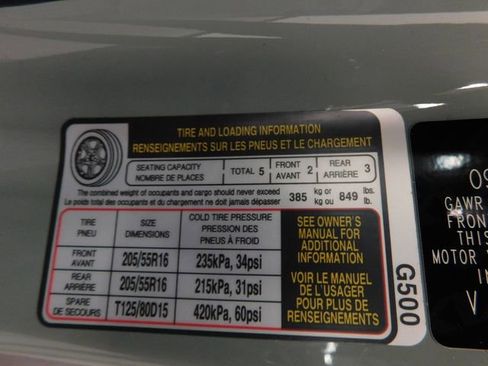 TIRE AND LOADING INFORMATION
RENSEIGNEMENTS SUR LES PNEUS ET LE CHARGEMENT
SEATING CAPACITY TOTAL 5 FRONT 2 REAR 3
NOMBRE DE PLACES AVANT ARRIÈRE
The combined weight of occupants and cargo should never exceed 385 kg or 849 lbs.
Le poids total des occupants et du chargement ne doit jamais dépasser kg ou lb.
TIRE SIZE COLD TIRE PRESSURE
PNEU DIMENSIONS PRESSION DES
PNEUS À FROID
FRONT
AVANT 205/55R16 235kPa, 34psi
REAR
ARRIÈRE 205/55R16 215kPa, 31psi
SPARE
DE SECOURS T125/80D15 420kPa, 60psi
SEE OWNER'S
MANUAL FOR
ADDITIONAL
INFORMATION
VOIR LE MANUEL
DE L'USAGER
POUR PLUS DE
RENSEIGNEMENTS
G500
GAWR
THIS
MOTOR
IN
V